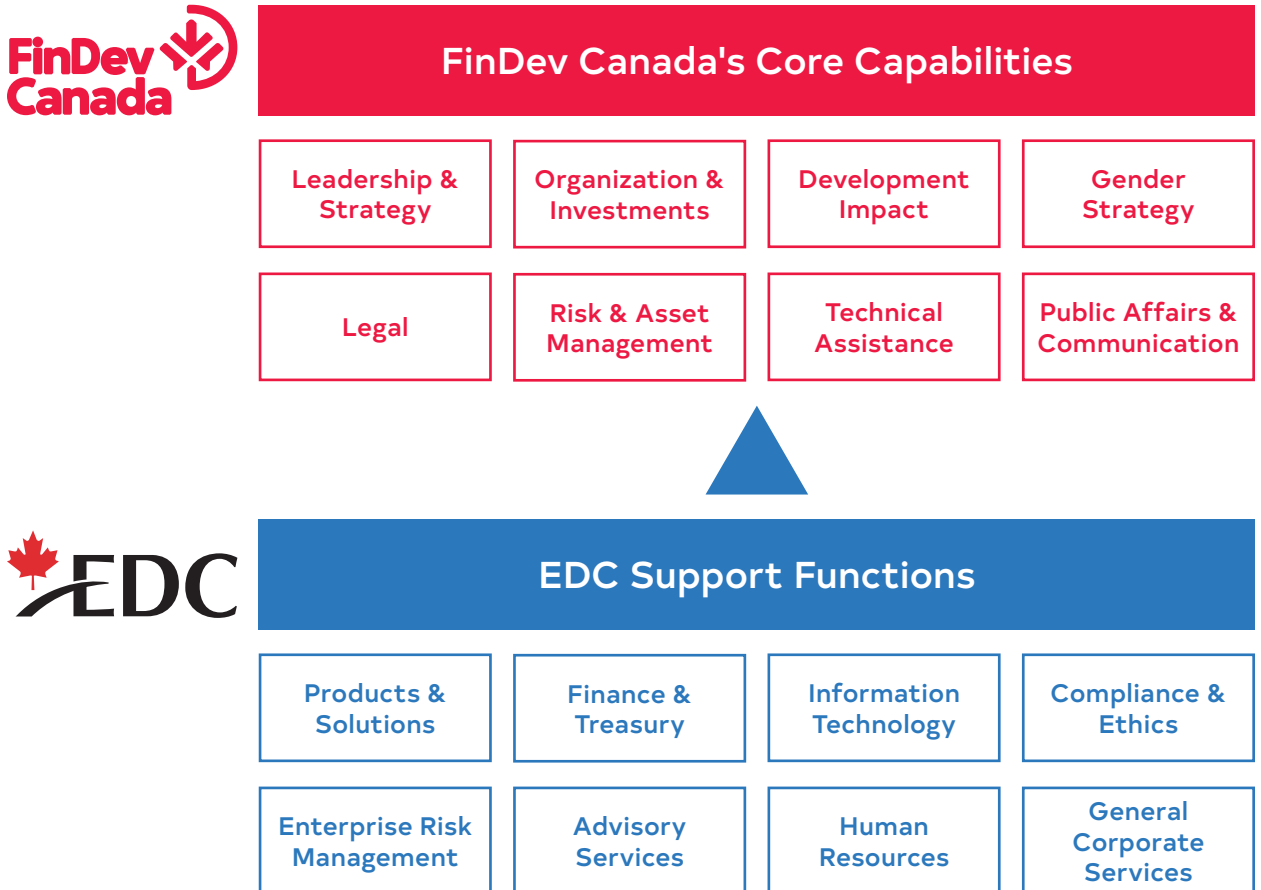 FinDev
Canada
FinDev Canada's Core Capabilities
Leadership &
Strategy
Organization &
Investments
Development
Impact
Gender
Strategy
Legal
Risk & Asset
Management
Technical
Assistance
Public Affairs &
Communication
EDC
EDC Support Functions
Products &
Solutions
Finance &
Treasury
Information
Technology
Compliance &
Ethics
Enterprise Risk
Management
Advisory
Services
Human
Resources
General
Corporate
Services